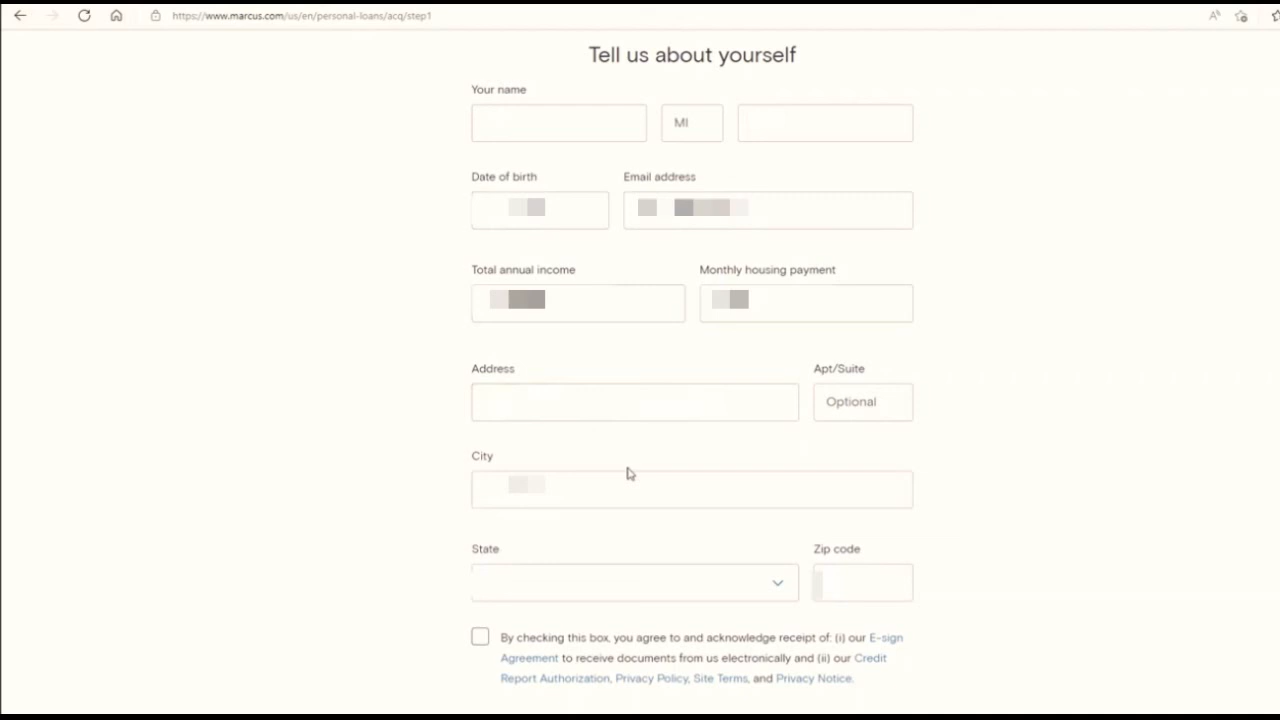 https://www.marcus.com/us/en/personal-loans/acq/step1
Tell us about yourself
Your name
MI
Date of birth Email address
Total annual income Monthly housing payment
Address Apt/Suite
Optional
City
State Zip code
By checking this box, you agree to and acknowledge receipt of: (i) our E-sign
Agreement to receive documents from us electronically and (ii) our Credit
Report Authorization, Privacy Policy, Site Terms, and Privacy Notice.